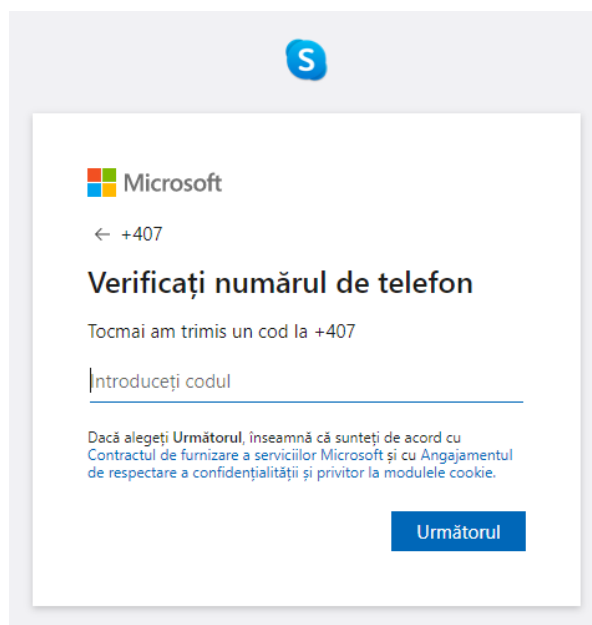 S
Microsoft
← +407
Verificați numărul de telefon
Tocmai am trimis un cod la +407
Introduceți codul
Dacă alegeți Următorul, înseamnă că sunteți de acord cu
Contractul de furnizare a serviciilor Microsoft și cu Angajamentul
de respectare a confidențialității și privitor la modulele cookie.
Următorul